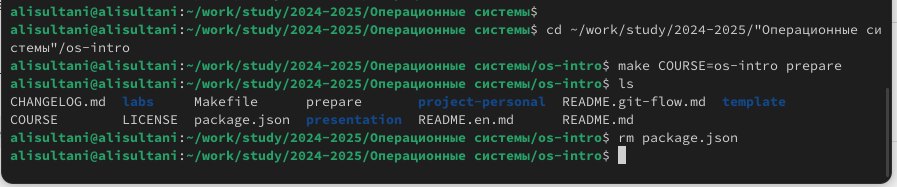 alisultani@alisultani:~/work/study/2024-2025/Операционные системы$
alisultani@alisultani:~/work/study/2024-2025/Операционные системы$ cd ~/work/study/2024-2025/"Операционные си
стемы"/os-intro
alisultani@alisultani:~/work/study/2024-2025/Операционные системы/os-intro$ make COURSE=os-intro prepare
alisultani@alisultani:~/work/study/2024-2025/Операционные системы/os-intro$ ls
CHANGELOG.md  labs     Makefile      prepare       project-personal  README.git-flow.md  template
COURSE        LICENSE  package.json  presentation  README.en.md      README.md
alisultani@alisultani:~/work/study/2024-2025/Операционные системы/os-intro$ rm package.json
alisultani@alisultani:~/work/study/2024-2025/Операционные системы/os-intro$